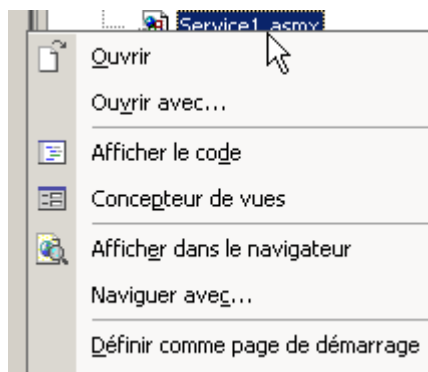 Service1.asmx
Ouvrir
Ouvrir avec...
Afficher le code
Concepteur de vues
Afficher dans le navigateur
Naviguer avec...
Définir comme page de démarrage